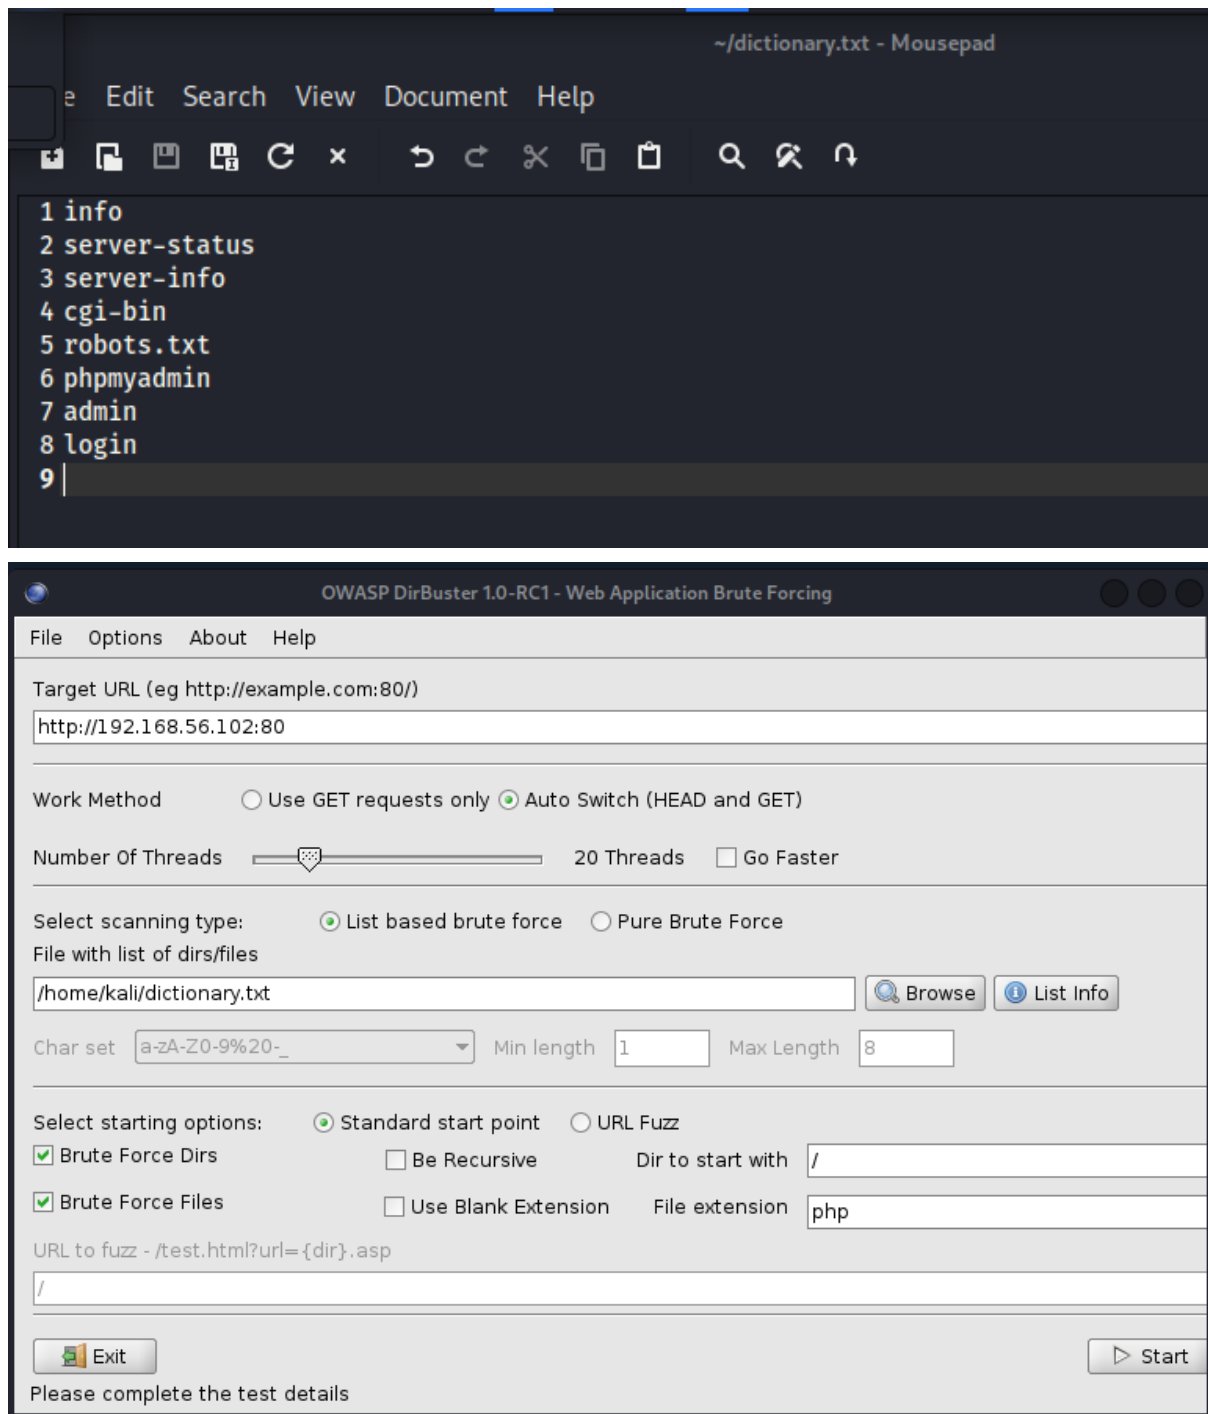 ~/dictionary.txt - Mousepad
e Edit Search View Document Help
1 info
2 server-status
3 server-info
4 cgi-bin
5 robots.txt
6 phpmyadmin
7 admin
8 login
9
OWASP DirBuster 1.0-RC1 - Web Application Brute Forcing
File Options About Help
Target URL (eg http://example.com:80/)
http://192.168.56.102:80
Work Method Use GET requests only Auto Switch (HEAD and GET)
Number Of Threads 20 Threads Go Faster
Select scanning type: List based brute force Pure Brute Force
File with list of dirs/files
/home/kali/dictionary.txt Browse List Info
Char set a-zA-Z0-9%20-_ Min length 1 Max Length 8
Select starting options: Standard start point URL Fuzz
Brute Force Dirs Be Recursive Dir to start with /
Brute Force Files Use Blank Extension File extension php
URL to fuzz - /test.html?url={dir}.asp
/
Exit Start
Please complete the test details